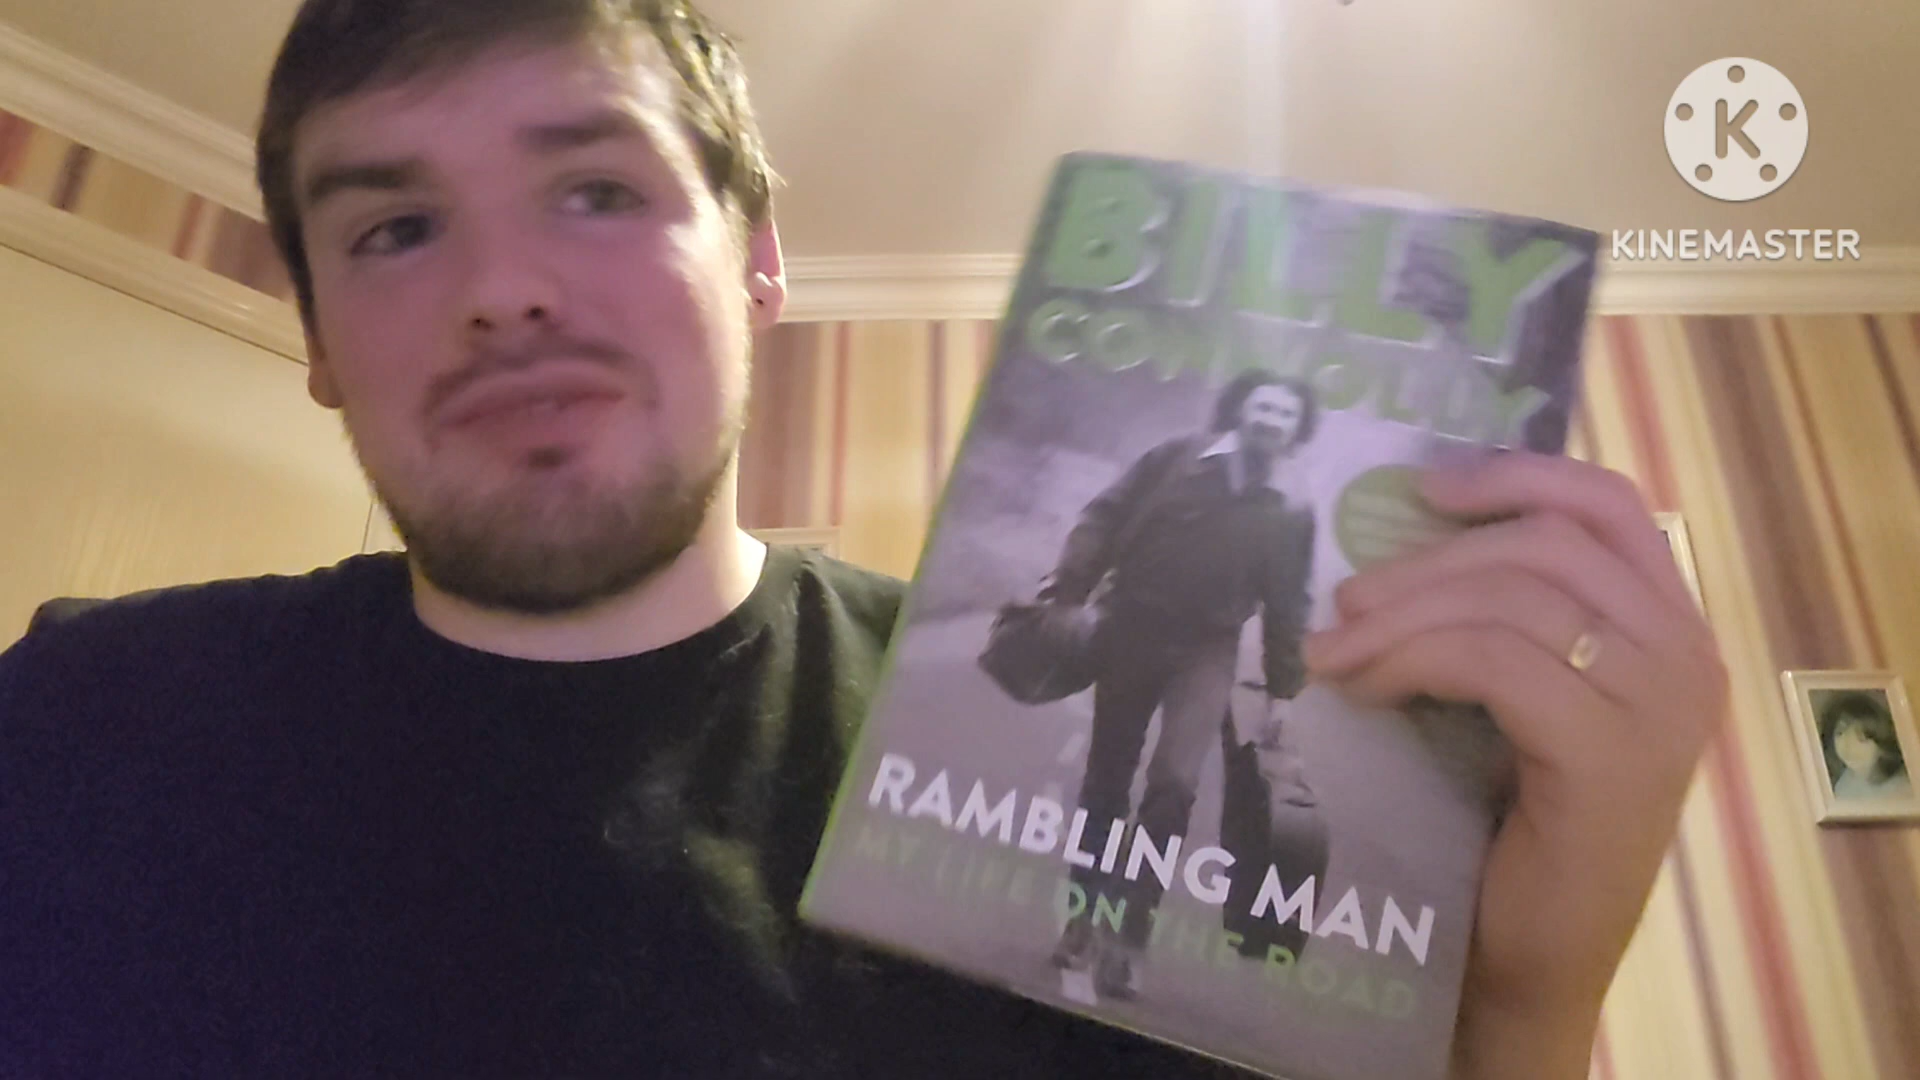 K
KINEMASTER
BILLY
CONNOLLY
RAMBLING MAN
MY LIFE ON THE ROAD